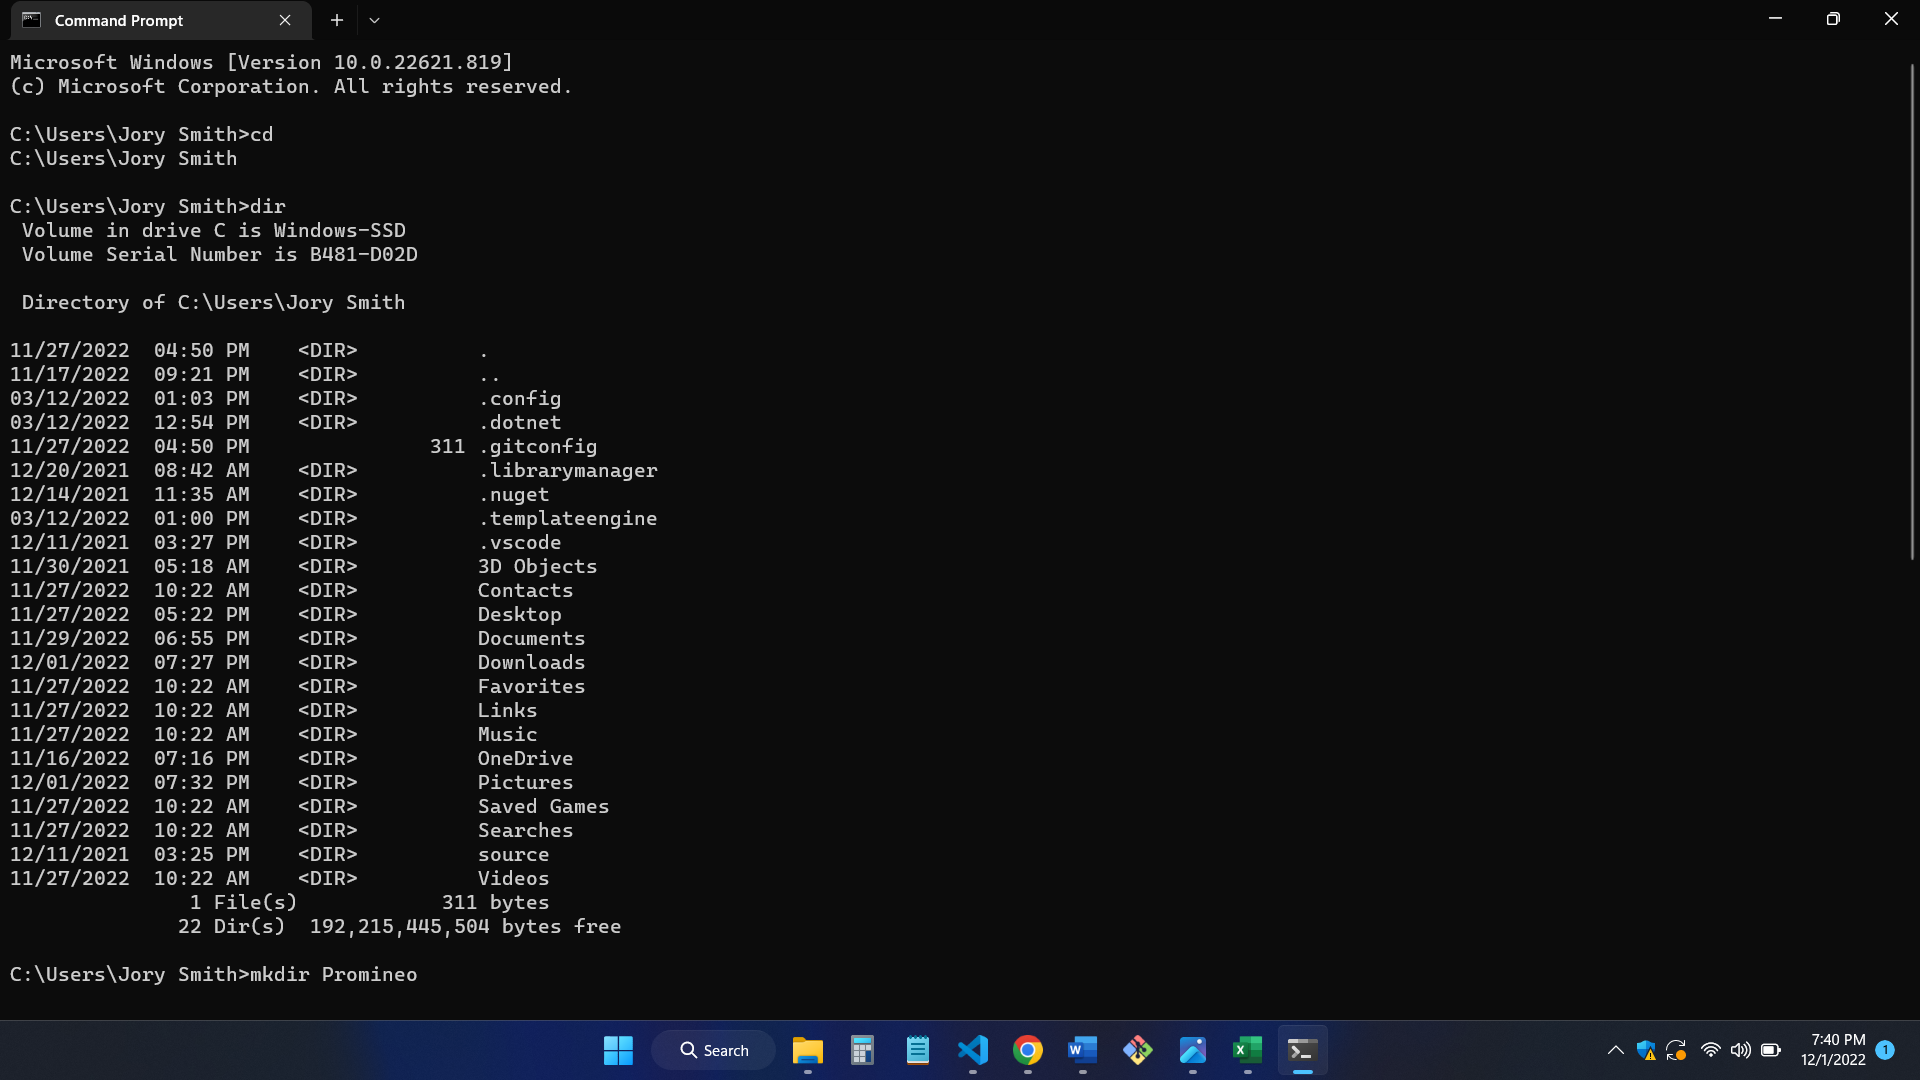 Command Prompt
Microsoft Windows [Version 10.0.22621.819]
(c) Microsoft Corporation. All rights reserved.
C:\Users\Jory Smith>cd
C:\Users\Jory Smith
C:\Users\Jory Smith>dir
 Volume in drive C is Windows-SSD
 Volume Serial Number is B481-D02D
 Directory of C:\Users\Jory Smith
11/27/2022  04:50 PM    <DIR>          .
11/17/2022  09:21 PM    <DIR>          ..
03/12/2022  01:03 PM    <DIR>          .config
03/12/2022  12:54 PM    <DIR>          .dotnet
11/27/2022  04:50 PM               311 .gitconfig
12/20/2021  08:42 AM    <DIR>          .librarymanager
12/14/2021  11:35 AM    <DIR>          .nuget
03/12/2022  01:00 PM    <DIR>          .templateengine
12/11/2021  03:27 PM    <DIR>          .vscode
11/30/2021  05:18 AM    <DIR>          3D Objects
11/27/2022  10:22 AM    <DIR>          Contacts
11/27/2022  05:22 PM    <DIR>          Desktop
11/29/2022  06:55 PM    <DIR>          Documents
12/01/2022  07:27 PM    <DIR>          Downloads
11/27/2022  10:22 AM    <DIR>          Favorites
11/27/2022  10:22 AM    <DIR>          Links
11/27/2022  10:22 AM    <DIR>          Music
11/16/2022  07:16 PM    <DIR>          OneDrive
12/01/2022  07:32 PM    <DIR>          Pictures
11/27/2022  10:22 AM    <DIR>          Saved Games
11/27/2022  10:22 AM    <DIR>          Searches
12/11/2021  03:25 PM    <DIR>          source
11/27/2022  10:22 AM    <DIR>          Videos
               1 File(s)            311 bytes
              22 Dir(s)  192,215,445,504 bytes free
C:\Users\Jory Smith>mkdir Promineo
Search
7:40 PM
12/1/2022
1